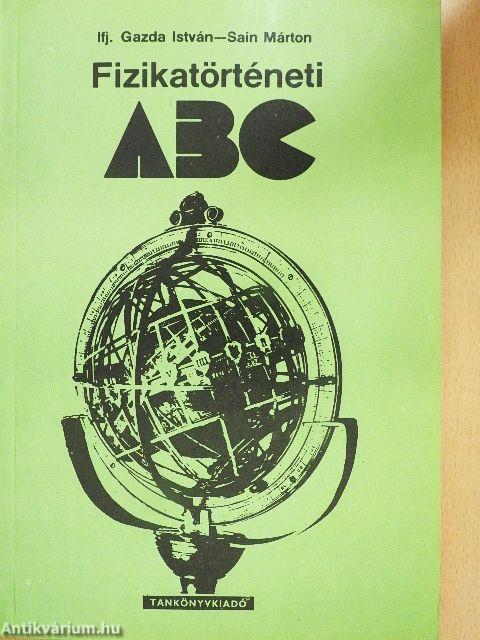 Ifj. Gazda István—Sain Márton
Fizikatörténeti
ABC
TANKÖNYVKIADÓ
Antikvárium.hu